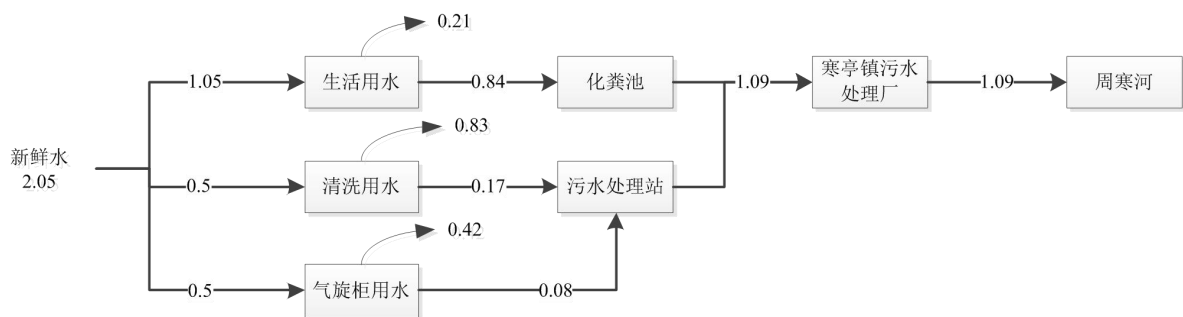 0.21
1.05
生活用水
0.84
化粪池
1.09
寒亭镇污水
处理厂
1.09
周寒河
0.83
新鲜水
2.05
0.5
清洗用水
0.17
污水处理站
0.42
0.5
气旋柜用水
0.08